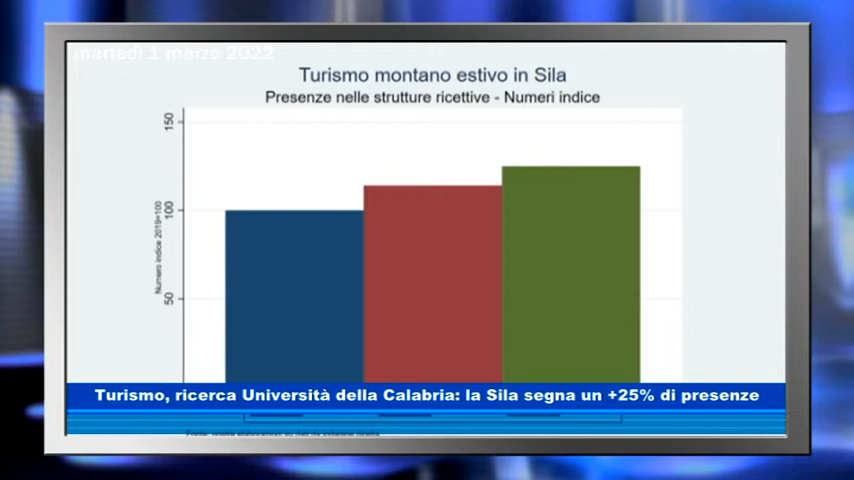 martedì 1 marzo 2022
Turismo montano estivo in Sila
Presenze nelle strutture ricettive - Numeri indice
150
100
50
Numero indice 2019=100
Turismo, ricerca Università della Calabria: la Sila segna un +25% di presenze